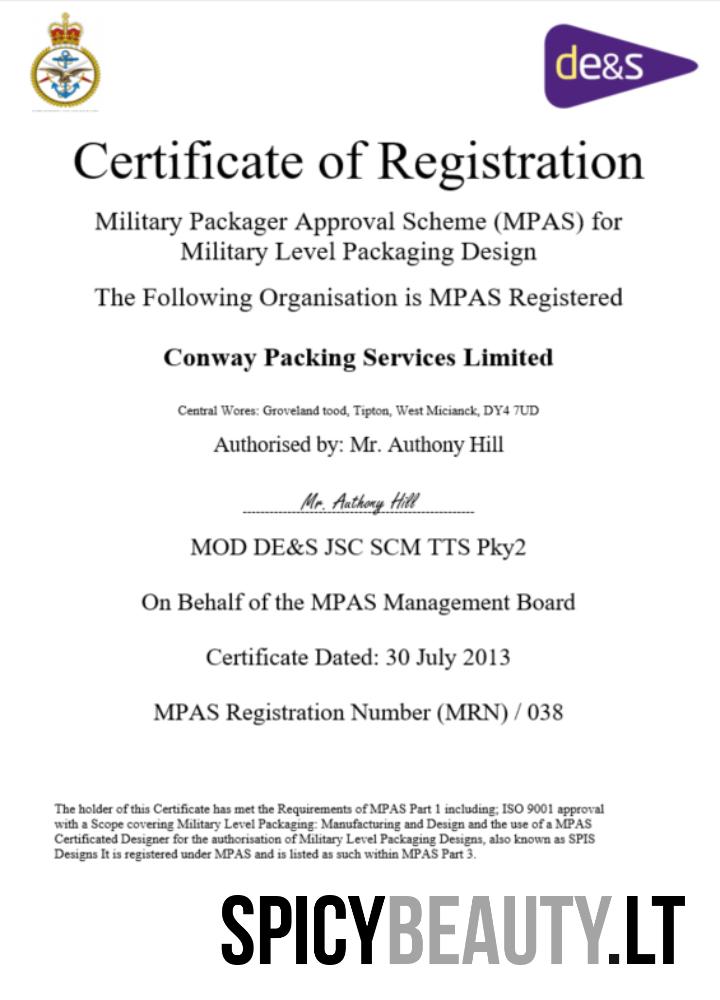 de&s
Certificate of Registration
Military Packager Approval Scheme (MPAS) for
Military Level Packaging Design
The Following Organisation is MPAS Registered
Conway Packing Services Limited
Central Wores: Groveland tood, Tipton, West Micianck, DY4 7UD
Authorised by: Mr. Authony Hill
Mr. Authony Hill
MOD DE&S JSC SCM TTS Pky2
On Behalf of the MPAS Management Board
Certificate Dated: 30 July 2013
MPAS Registration Number (MRN) / 038
The holder of this Certificate has met the Requirements of MPAS Part 1 including; ISO 9001 approval
with a Scope covering Military Level Packaging: Manufacturing and Design and the use of a MPAS
Certificated Designer for the authorisation of Military Level Packaging Designs, also known as SPIS
Designs It is registered under MPAS and is listed as such within MPAS Part 3.
SPICYBEAUTY.LT